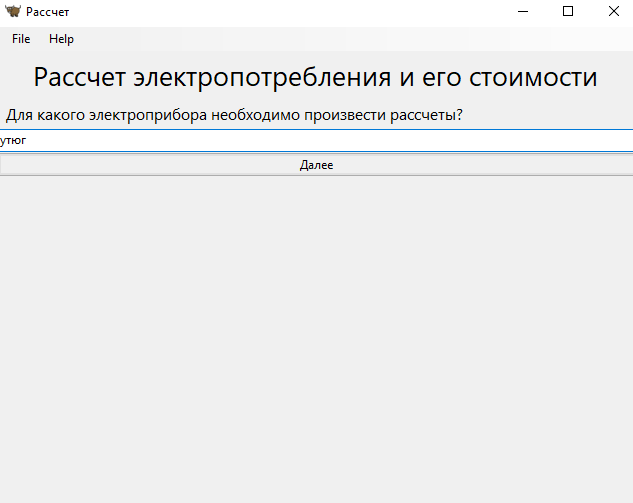 Рассчет
File Help
Рассчет электропотребления и его стоимости
Для какого электроприбора необходимо произвести рассчеты?
утюг
Далее